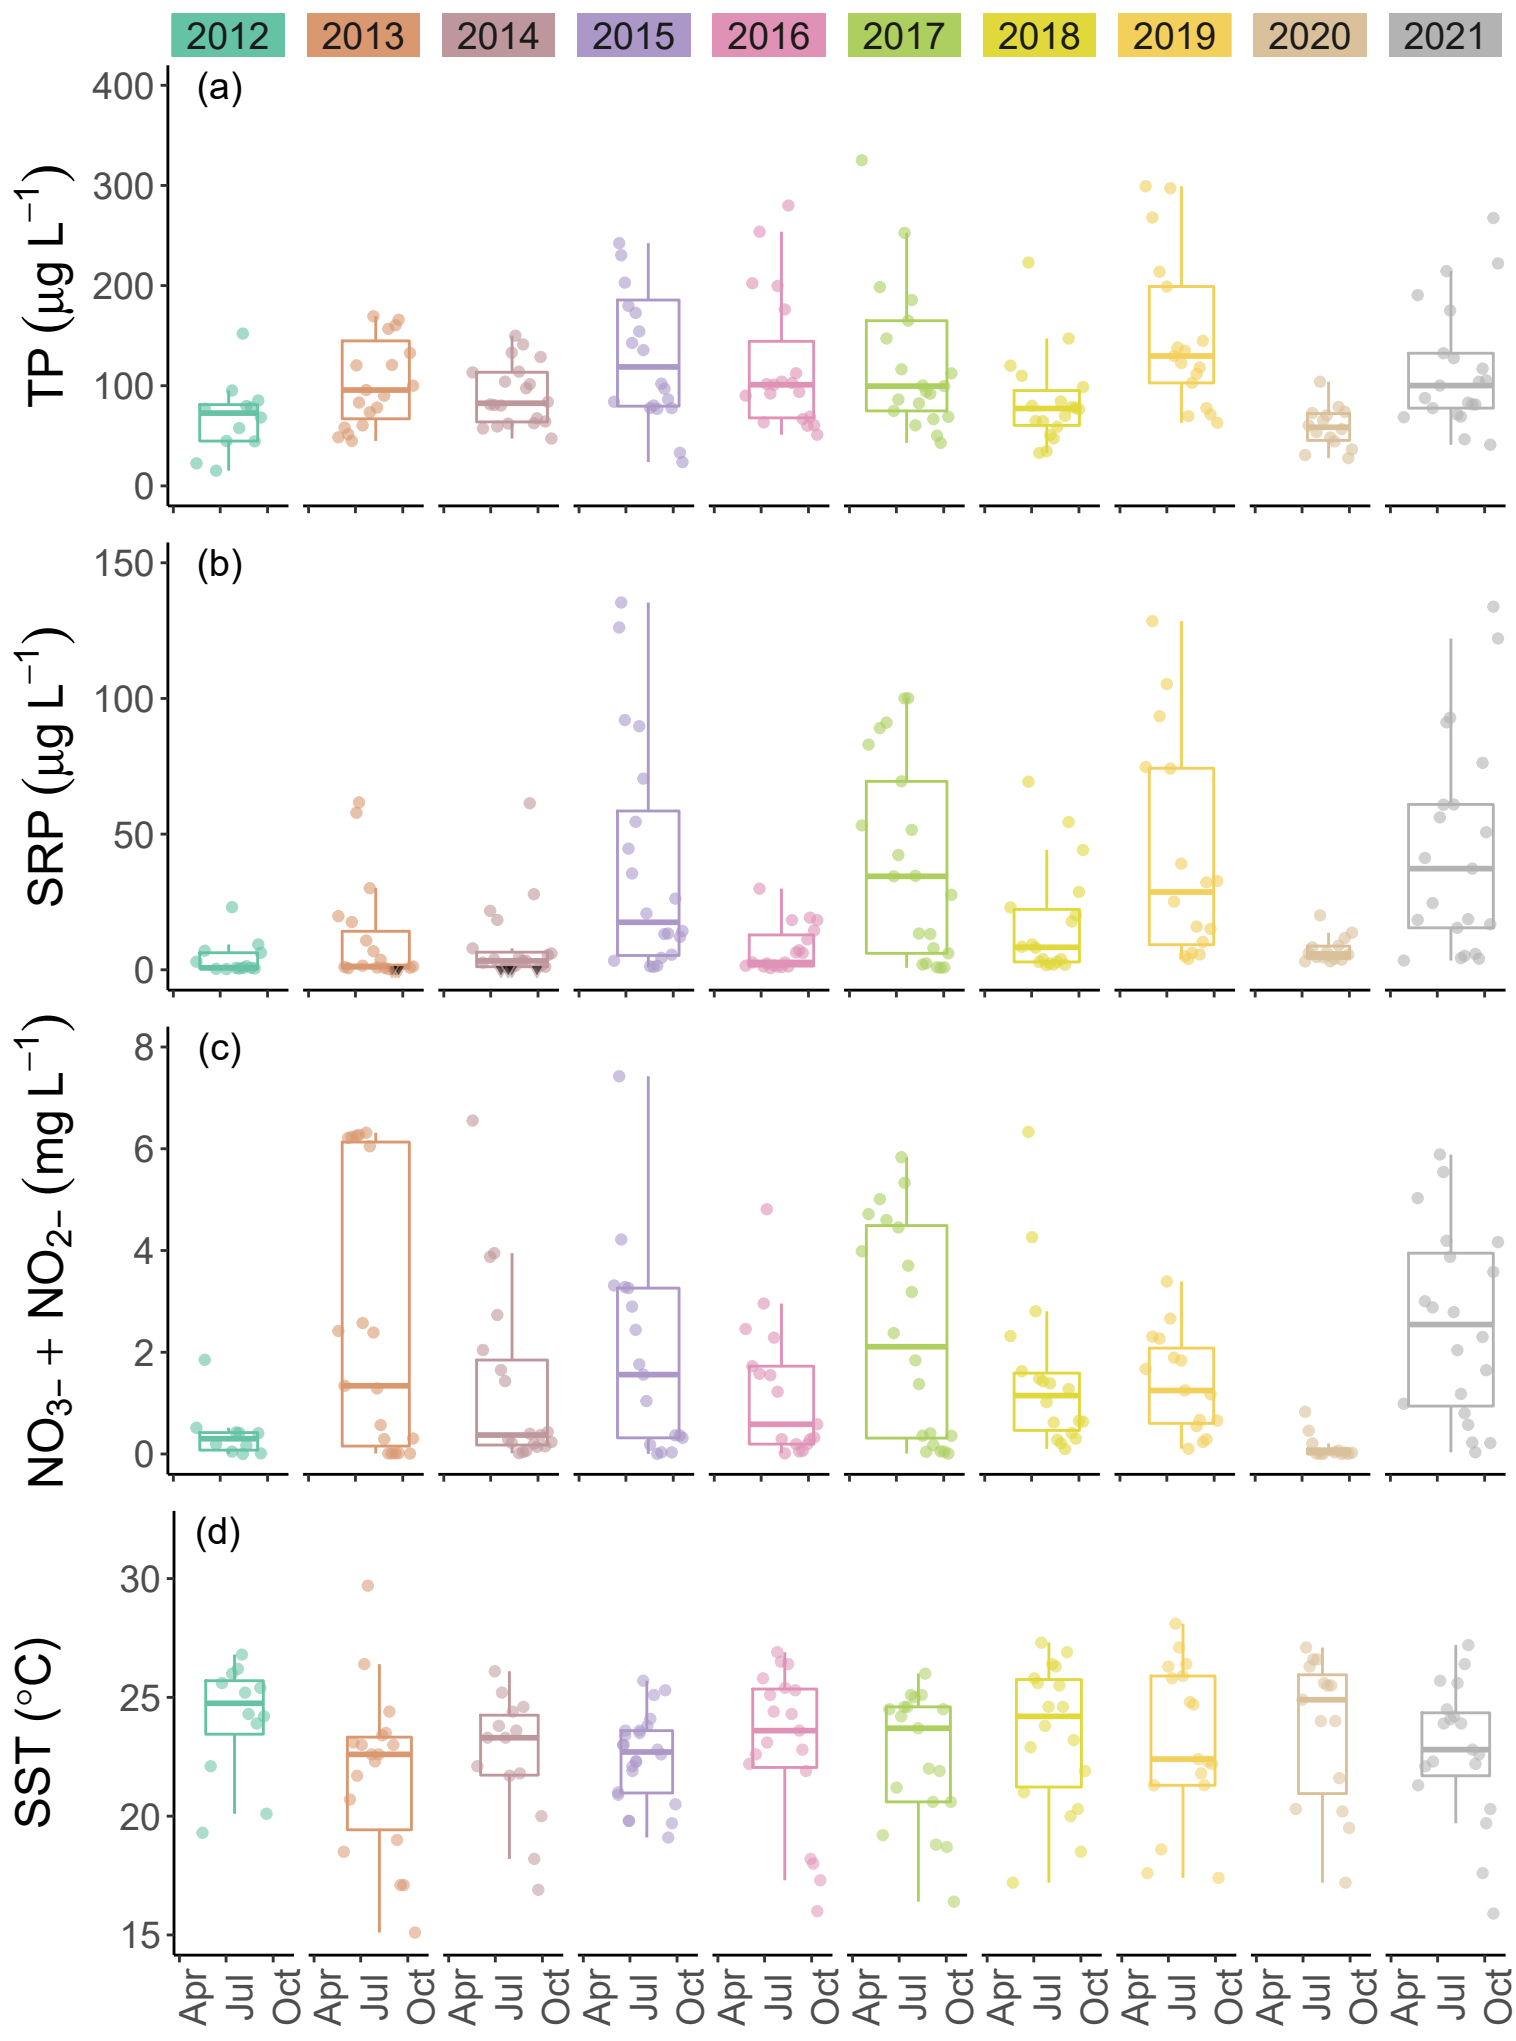 2012 2013 2014 2015 2016 2017 2018 2019 2020 2021
(a)
TP (µg L⁻¹)
400
300
200
100
0
(b)
SRP (µg L⁻¹)
150
100
50
0
(c)
NO₃₋ + NO₂₋ (mg L⁻¹)
8
6
4
2
0
(d)
SST (°C)
30
25
20
15
Apr Jul Oct Apr Jul Oct Apr Jul Oct Apr Jul Oct Apr Jul Oct Apr Jul Oct Apr Jul Oct Apr Jul Oct Apr Jul Oct Apr Jul Oct